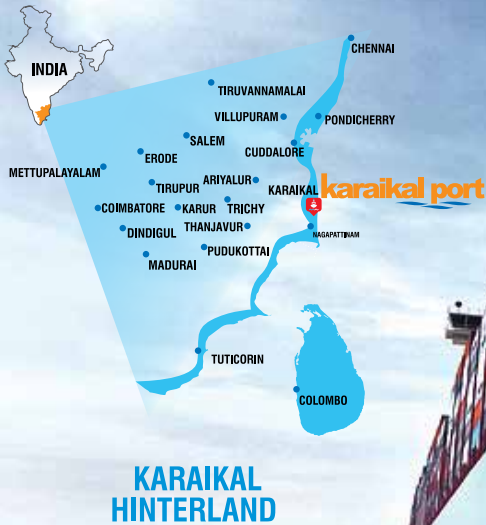 INDIA
CHENNAI
TIRUVANNAMALAI
VILLUPURAM
PONDICHERRY
SALEM
CUDDALORE
ERODE
METTUPALAYALAM
TIRUPUR
ARIYALUR
KARAIKAL
karaikal port
COIMBATORE
KARUR
TRICHY
DINDIGUL
THANJAVUR
NAGAPATTINAM
PUDUKOTTAI
MADURAI
TUTICORIN
COLOMBO
KARAIKAL
HINTERLAND